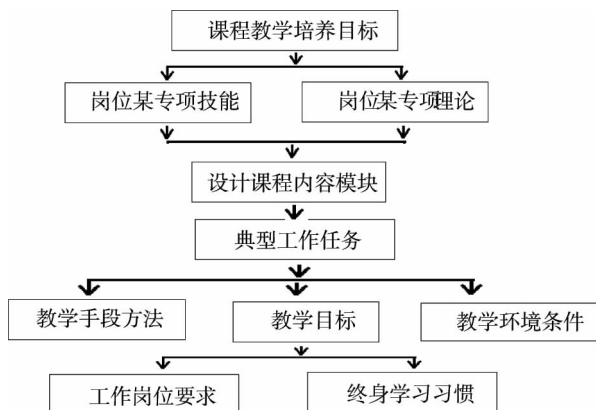 课程教学培养目标
岗位某专项技能
岗位某专项理论
设计课程内容模块
典型工作任务
教学手段方法
教学目标
教学环境条件
工作岗位要求
终身学习习惯